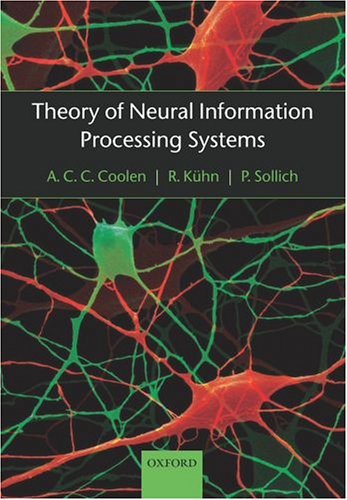 Theory of Neural Information
Processing Systems
A. C. C. Coolen | R. Kühn | P. Sollich
OXFORD